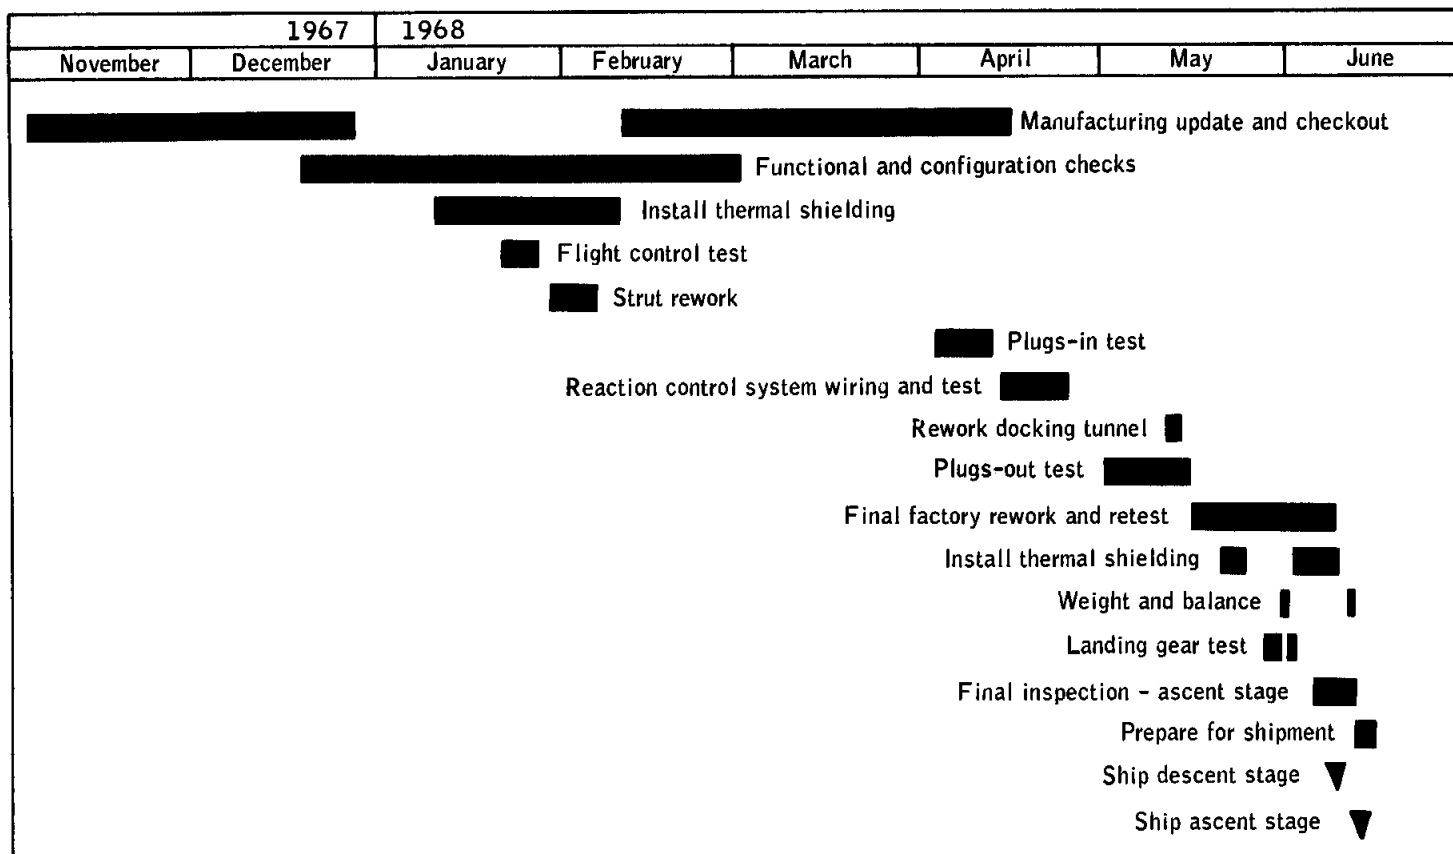 1967 1968
November December January February March April May June
Manufacturing update and checkout
Functional and configuration checks
Install thermal shielding
Flight control test
Strut rework
Plugs-in test
Reaction control system wiring and test
Rework docking tunnel
Plugs-out test
Final factory rework and retest
Install thermal shielding
Weight and balance
Landing gear test
Final inspection - ascent stage
Prepare for shipment
Ship descent stage
Ship ascent stage